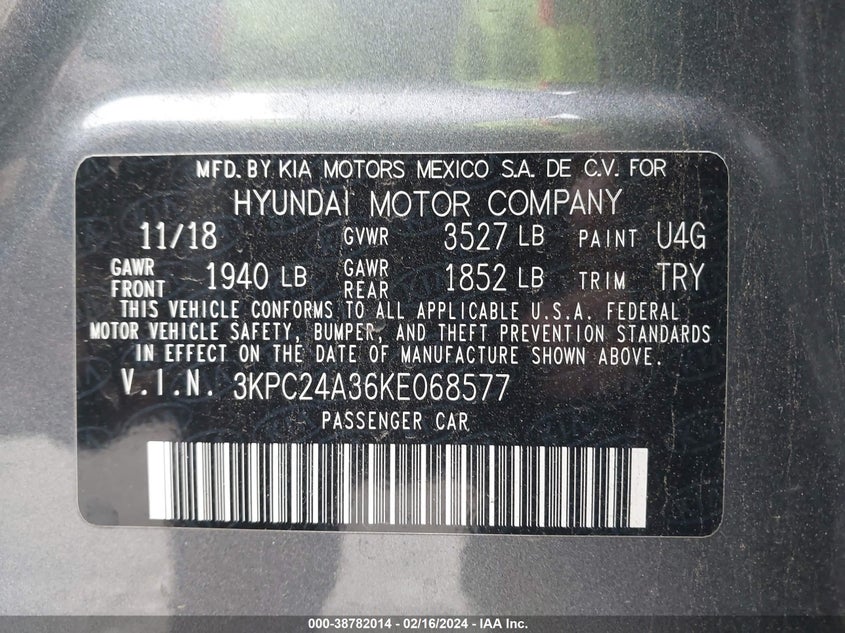 MFD. BY KIA MOTORS MEXICO S.A. DE C.V. FOR
HYUNDAI MOTOR COMPANY
11/18 GVWR 3527 LB PAINT U4G
GAWR FRONT 1940 LB GAWR REAR 1852 LB TRIM TRY
THIS VEHICLE CONFORMS TO ALL APPLICABLE U.S.A. FEDERAL
MOTOR VEHICLE SAFETY, BUMPER, AND THEFT PREVENTION STANDARDS
IN EFFECT ON THE DATE OF MANUFACTURE SHOWN ABOVE.
V.I.N. 3KPC24A36KE068577
PASSENGER CAR
000-38782014 - 02/16/2024 - IAA Inc.